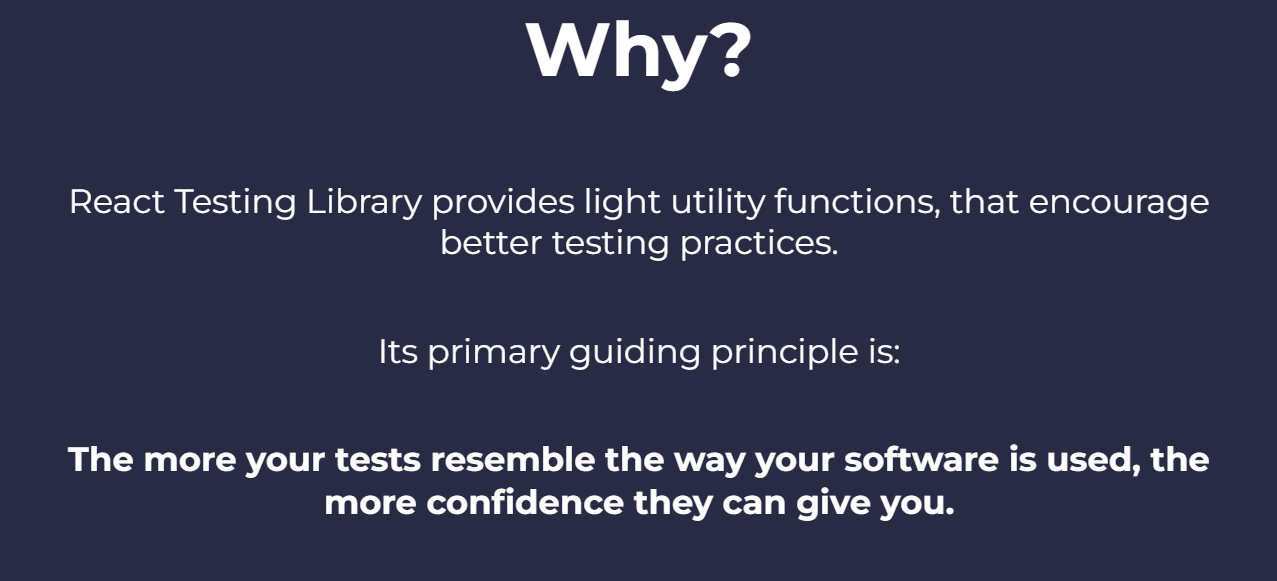 Why?
React Testing Library provides light utility functions, that encourage
better testing practices.
Its primary guiding principle is:
The more your tests resemble the way your software is used, the
more confidence they can give you.